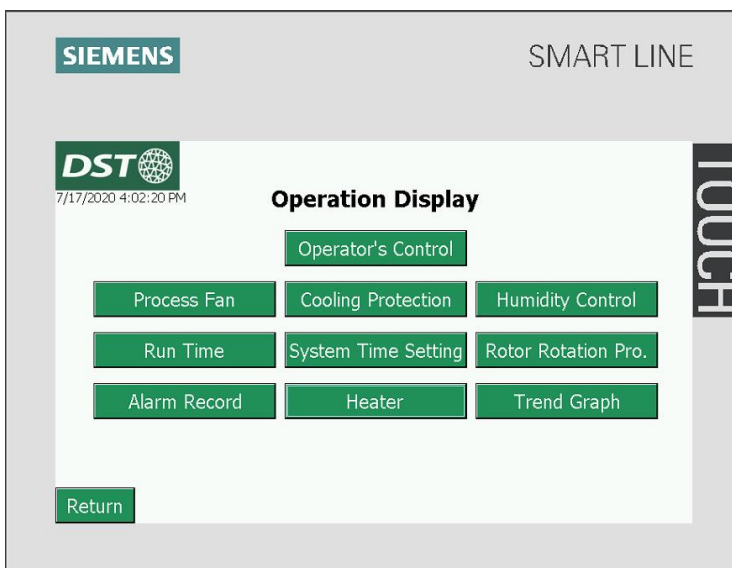 SIEMENS
SMART LINE
TOUCH
DST
7/17/2020 4:02:20 PM
Operation Display
Operator's Control
Process Fan
Cooling Protection
Humidity Control
Run Time
System Time Setting
Rotor Rotation Pro.
Alarm Record
Heater
Trend Graph
Return